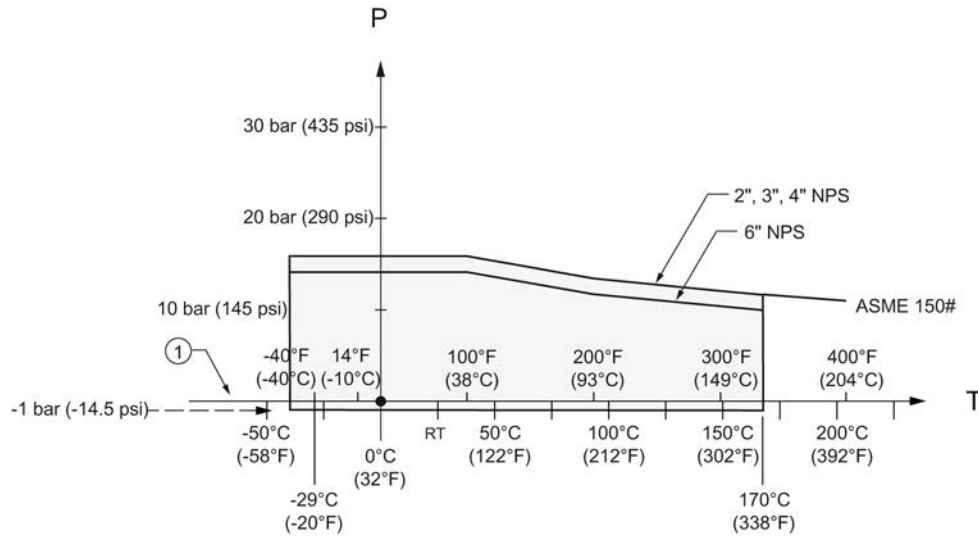 P
30 bar (435 psi)
20 bar (290 psi)
2", 3", 4" NPS
6" NPS
10 bar (145 psi)
ASME 150#
1
-40°F
(-40°C)
14°F
(-10°C)
100°F
(38°C)
200°F
(93°C)
300°F
(149°C)
400°F
(204°C)
-1 bar (-14.5 psi)
T
-50°C
(-58°F)
0°C
(32°F)
RT
50°C
(122°F)
100°C
(212°F)
150°C
(302°F)
200°C
(392°F)
-29°C
(-20°F)
170°C
(338°F)